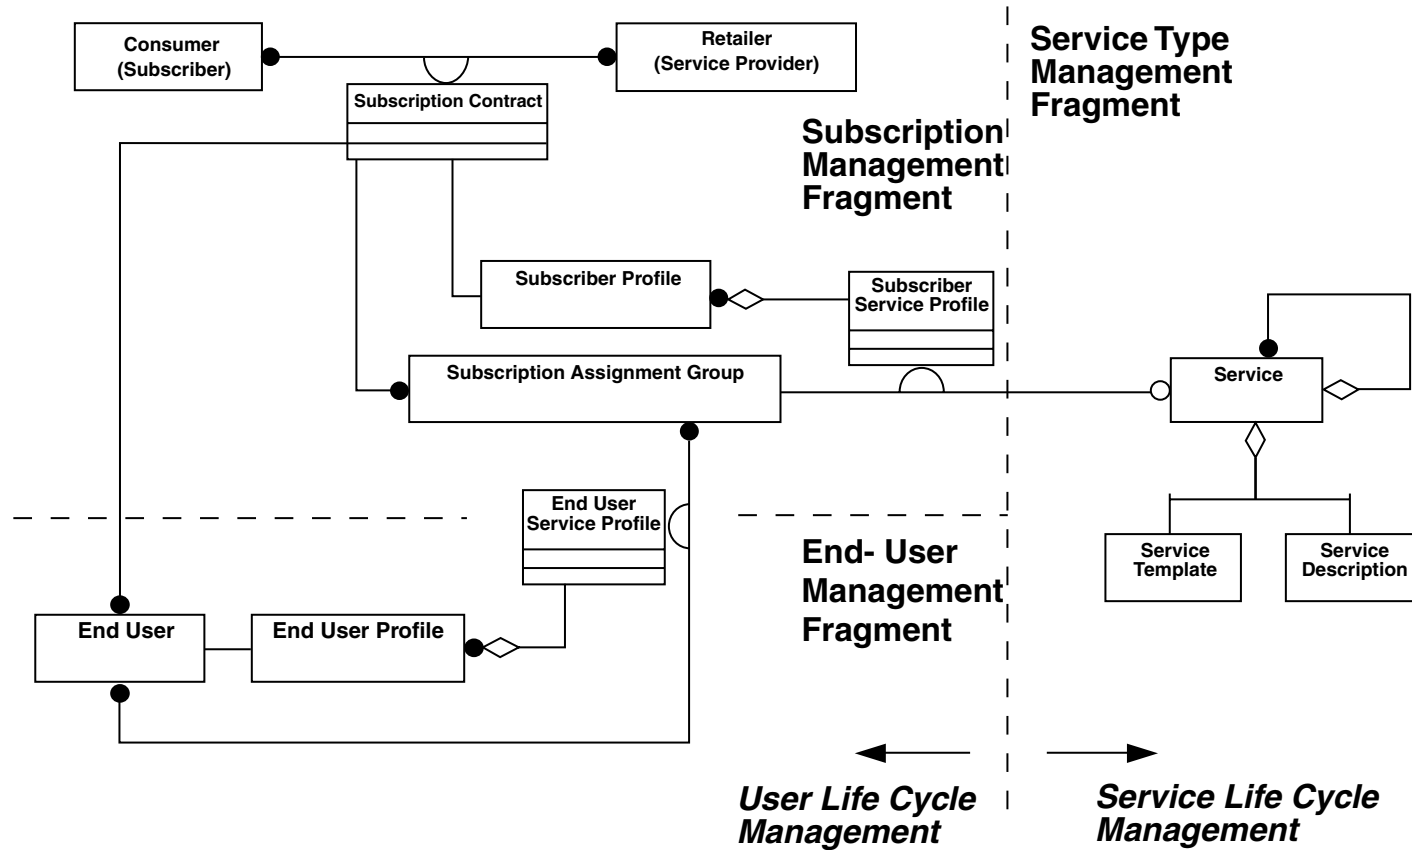 Consumer
(Subscriber)
Retailer
(Service Provider)
Service Type
Management
Fragment
Subscription Contract
Subscription
Management
Fragment
Subscriber Profile
Subscriber
Service Profile
Subscription Assignment Group
Service
End User
Service Profile
End- User
Management
Fragment
Service
Template
Service
Description
End User
End User Profile
User Life Cycle
Management
Service Life Cycle
Management